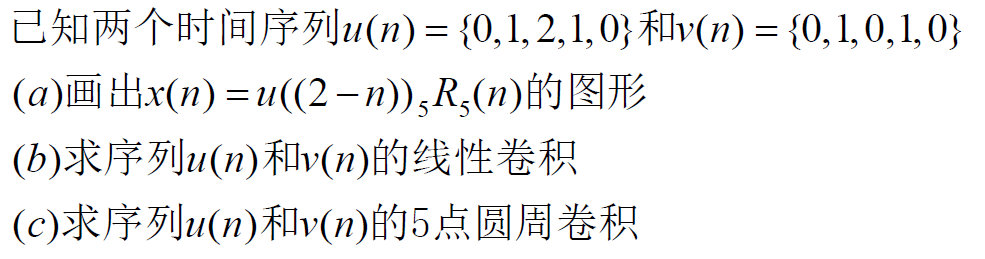 已知两个时间序列u(n) = {0,1,2,1,0}和v(n) = {0,1,0,1,0}
(a)画出x(n) = u((2−n))₅R₅(n)的图形
(b)求序列u(n)和v(n)的线性卷积
(c)求序列u(n)和v(n)的5点圆周卷积